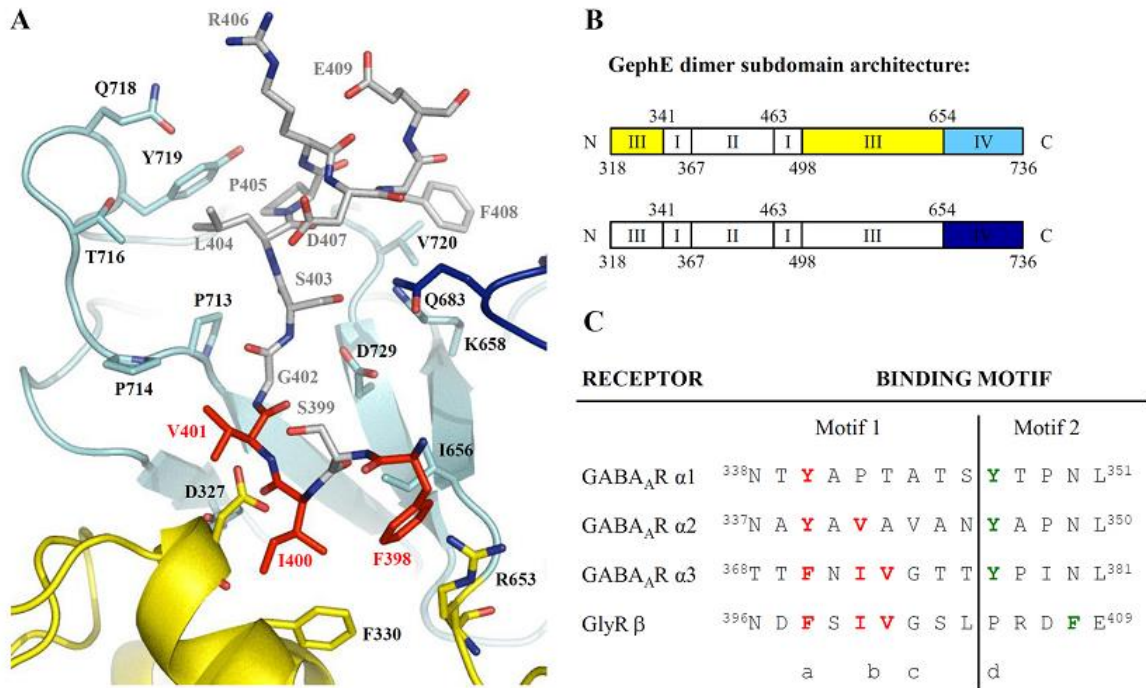 A
R406
E409
Q718
Y719
P405
F408
L404
D407
V720
T716
S403
Q683
P713
K658
D729
P714
G402
S399
V401
I656
D327
I400
F398
R653
F330
B
GephE dimer subdomain architecture:
341 463 654
N III I II I III IV C
318 367 498 736
341 463 654
N III I II I III IV C
318 367 498 736
C
RECEPTOR BINDING MOTIF
Motif 1 Motif 2
GABA_AR α1 ³³⁸N T Y A P T A T S Y T P N L³⁵¹
GABA_AR α2 ³³⁷N A Y A V A V A N Y A P N L³⁵⁰
GABA_AR α3 ³⁶⁸T T F N I V G T T Y P I N L³⁸¹
GlyR β ³⁹⁶N D F S I V G S L P R D F E⁴⁰⁹
a b c d